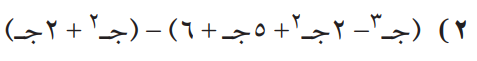 ٢) (جـ٣ – ٢جـ٢ + ٥جـ + ٦) – (جـ٢ + ٢جـ)